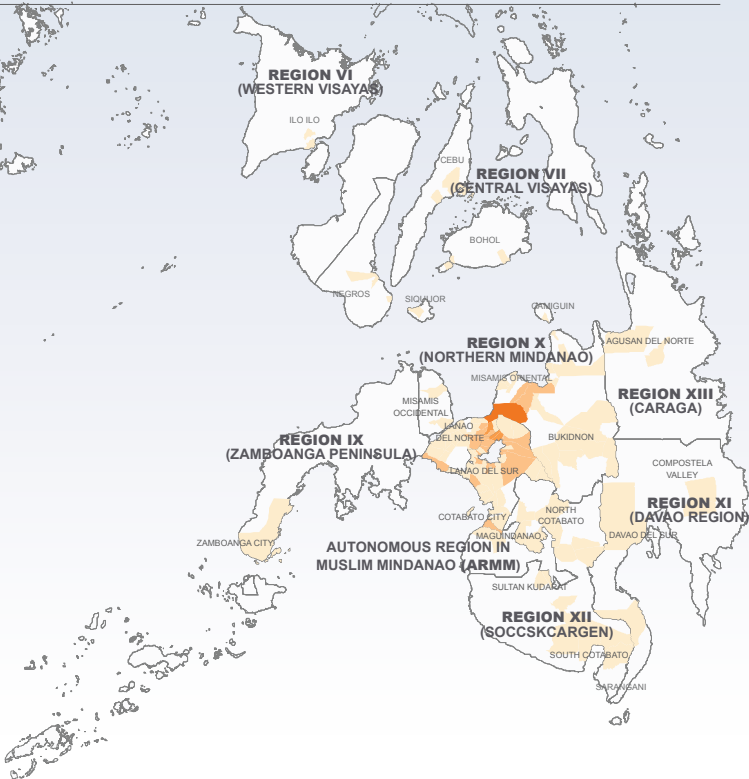 REGION VI
(WESTERN VISAYAS)
ILO ILO
CEBU
REGION VII
(CENTRAL VISAYAS)
BOHOL
NEGROS
SIQUIJOR
CAMIGUIN
REGION X
(NORTHERN MINDANAO)
AGUSAN DEL NORTE
MISAMIS ORIENTAL
REGION XIII
(CARAGA)
MISAMIS
OCCIDENTAL
LANAO
DEL NORTE
BUKIDNON
REGION IX
(ZAMBOANGA PENINSULA)
LANAO DEL SUR
COMPOSTELA
VALLEY
REGION XI
(DAVAO REGION)
COTABATO CITY
NORTH
COTABATO
MAGUINDANAO
DAVAO DEL SUR
ZAMBOANGA CITY
AUTONOMOUS REGION IN
MUSLIM MINDANAO (ARMM)
SULTAN KUDARAT
REGION XII
(SOCCSKCARGEN)
SOUTH COTABATO
SARANGANI